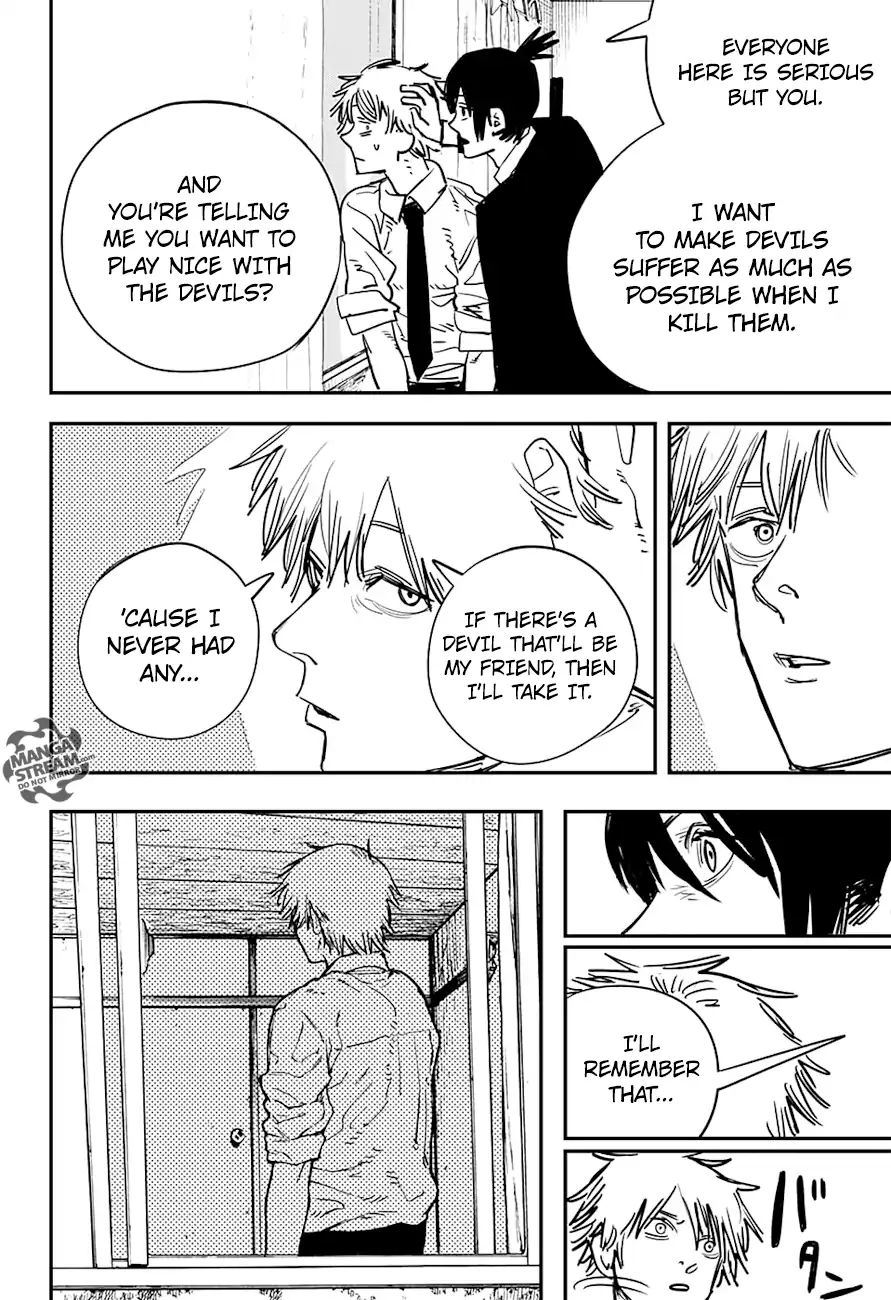 EVERYONE
HERE IS SERIOUS
BUT YOU.
I WANT
TO MAKE DEVILS
SUFFER AS MUCH AS
POSSIBLE WHEN I
KILL THEM.
AND
YOU'RE TELLING
ME YOU WANT TO
PLAY NICE WITH
THE DEVILS?
IF THERE'S A
DEVIL THAT'LL BE
MY FRIEND, THEN
I'LL TAKE IT.
'CAUSE I
NEVER HAD
ANY...
MANGA
STREAM.com
DO NOT MIRROR
I'LL
REMEMBER
THAT...
バタン